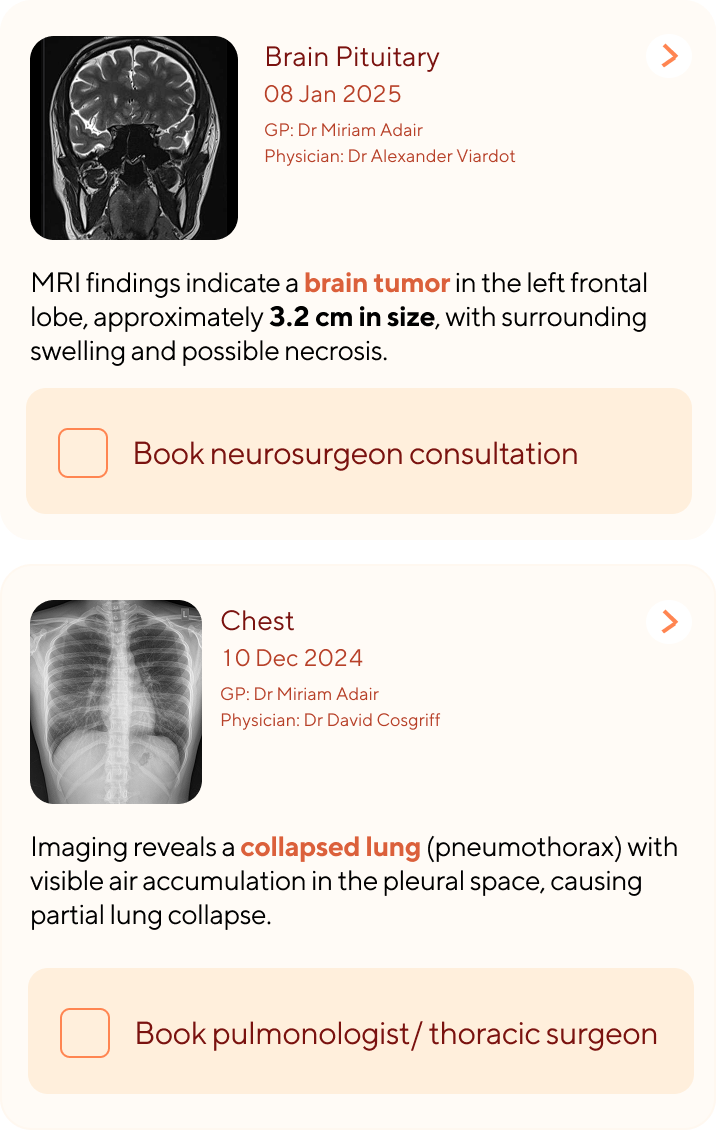 Brain Pituitary
08 Jan 2025
GP: Dr Miriam Adair
Physician: Dr Alexander Viardot
MRI findings indicate a brain tumor in the left frontal
lobe, approximately 3.2 cm in size, with surrounding
swelling and possible necrosis.
Book neurosurgeon consultation
Chest
10 Dec 2024
GP: Dr Miriam Adair
Physician: Dr David Cosgriff
Imaging reveals a collapsed lung (pneumothorax) with
visible air accumulation in the pleural space, causing
partial lung collapse.
Book pulmonologist/ thoracic surgeon